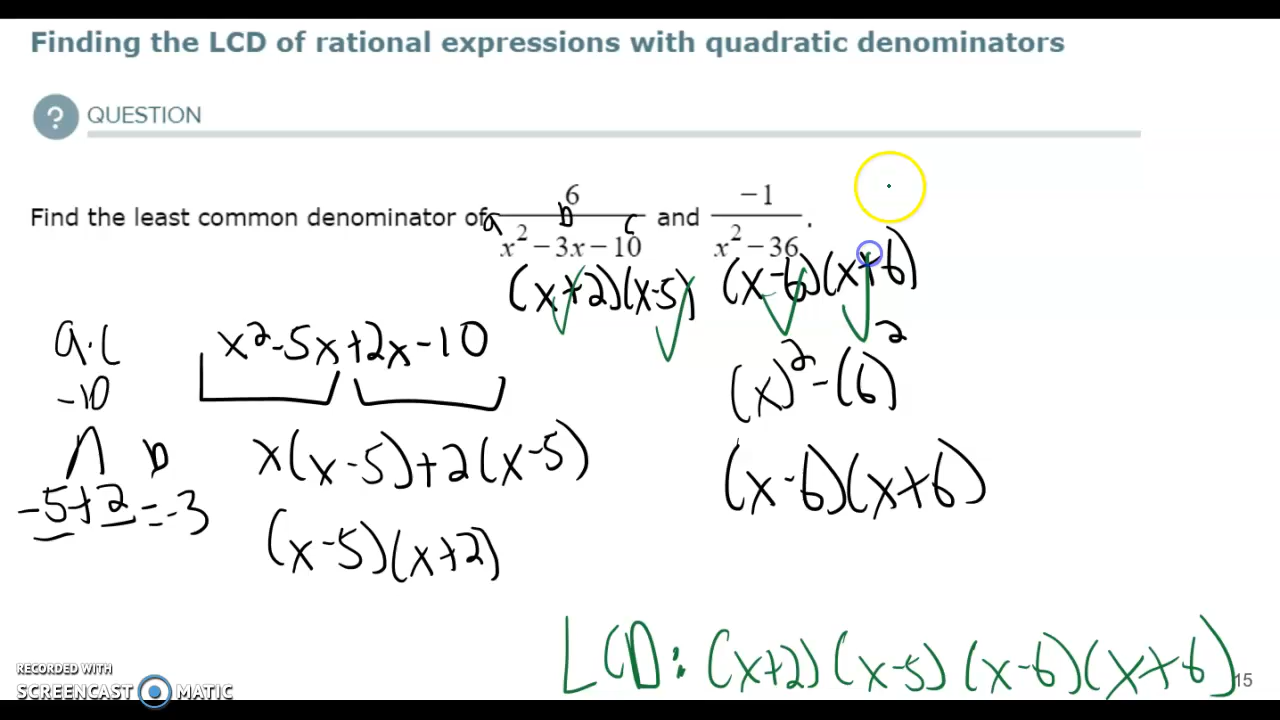 Finding the LCD of rational expressions with quadratic denominators
? QUESTION
Find the least common denominator of 6/(x² − 3x − 10) and −1/(x² − 36).
a b c
(x+2)(x-5) (x-6)(x+6)
a·c
-10
b
-5+2=-3
x²-5x+2x-10
x(x-5)+2(x-5)
(x-5)(x+2)
(x)²-(6)²
(x-6)(x+6)
LCD: (x+2)(x-5)(x-6)(x+6)
15
RECORDED WITH
SCREENCAST MATIC